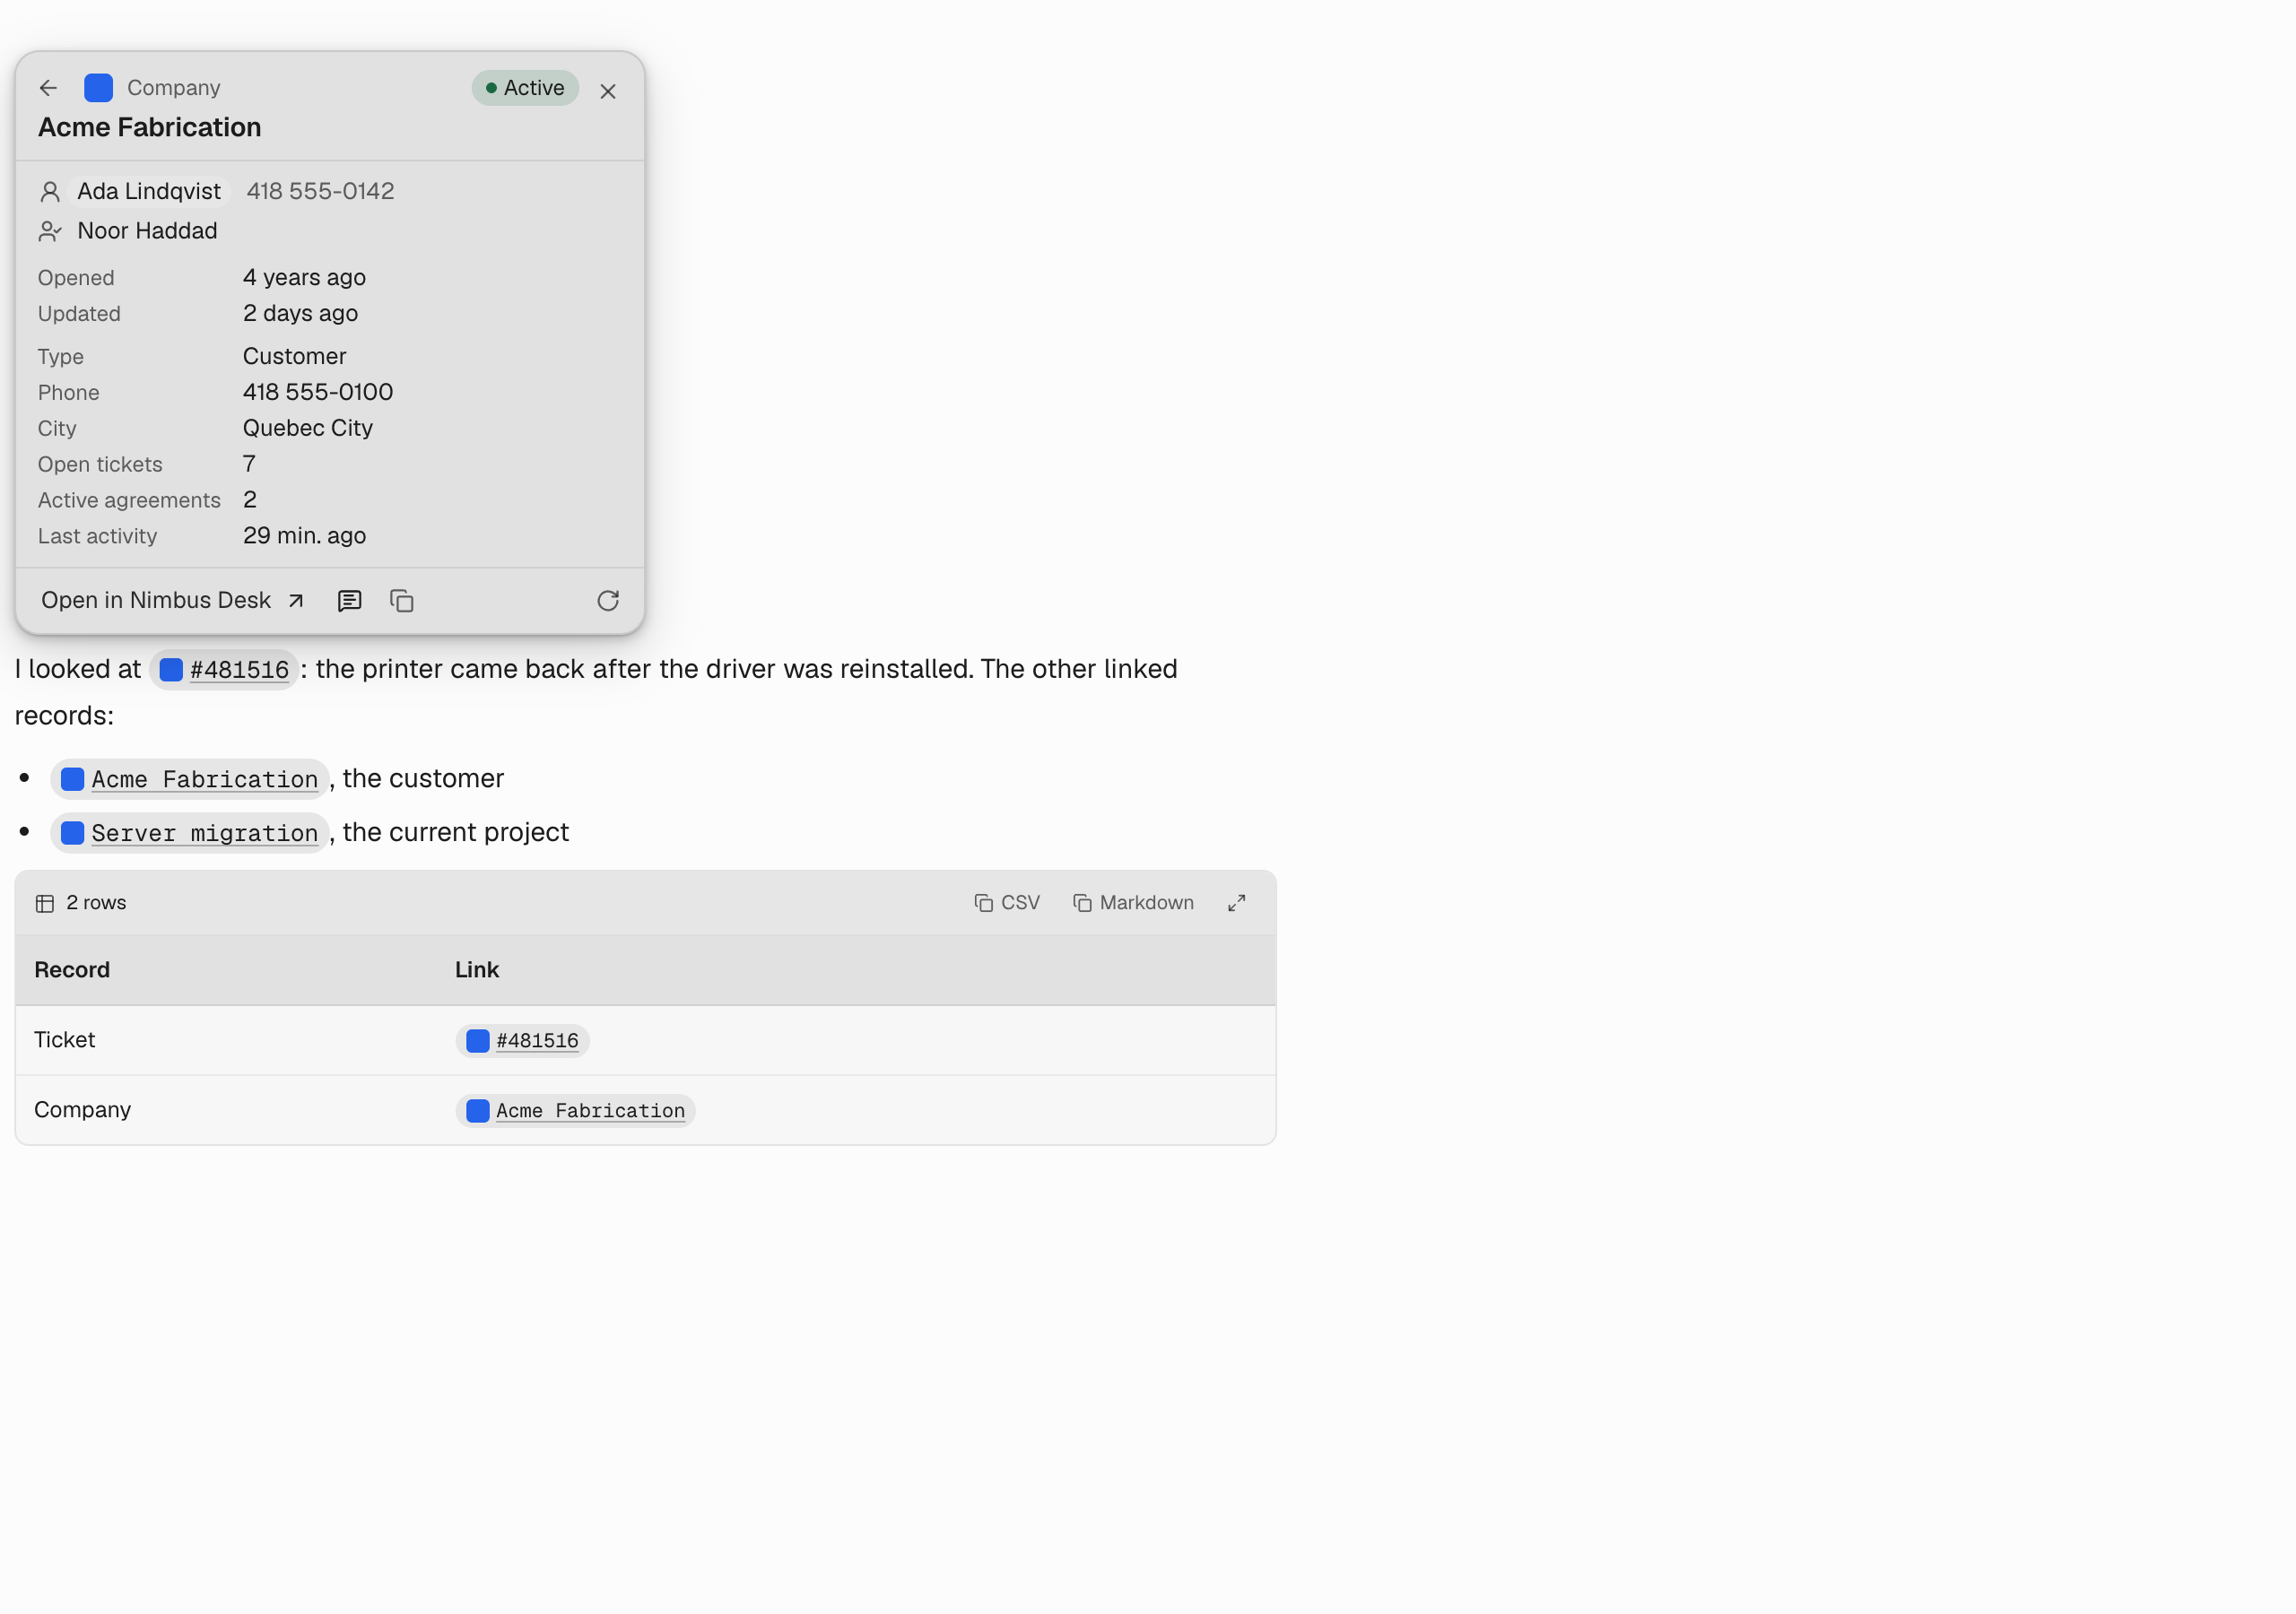 Company
Active
Acme Fabrication
Ada Lindqvist 418 555-0142
Noor Haddad
Opened 4 years ago
Updated 2 days ago
Type Customer
Phone 418 555-0100
City Quebec City
Open tickets 7
Active agreements 2
Last activity 29 min. ago
Open in Nimbus Desk
I looked at #481516: the printer came back after the driver was reinstalled. The other linked
records:
• Acme Fabrication, the customer
• Server migration, the current project
2 rows CSV Markdown
Record Link
Ticket #481516
Company Acme Fabrication